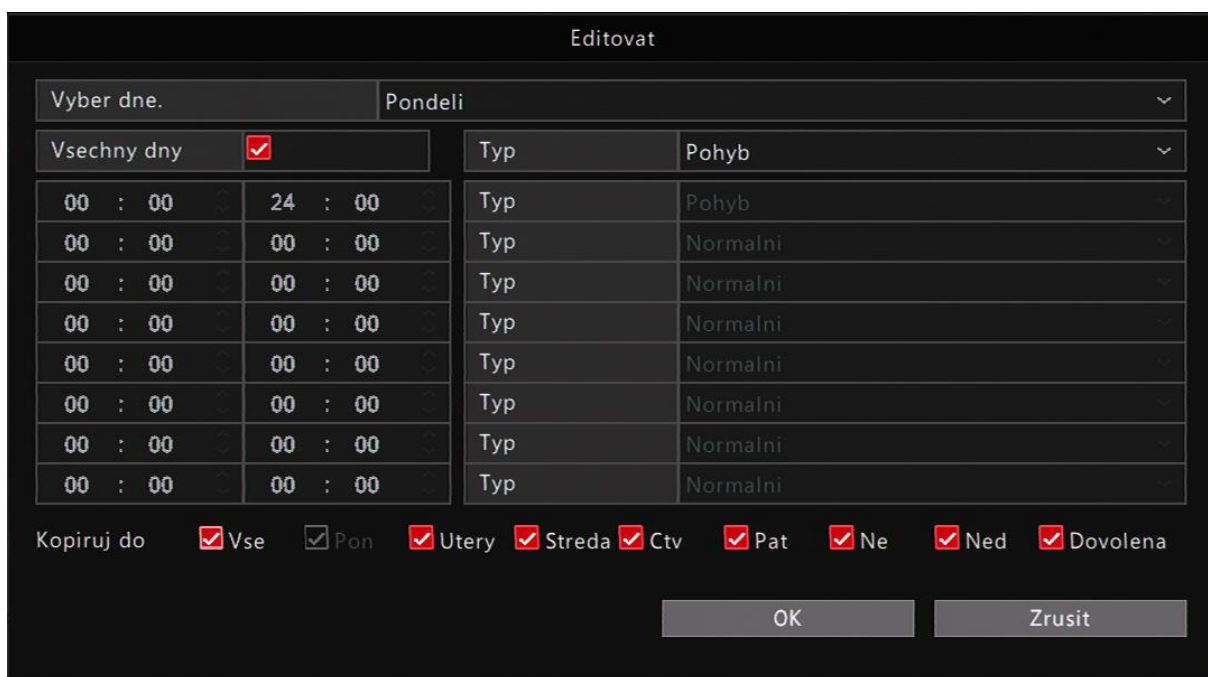 Editovat
Vyber dne. Pondeli
Vsechny dny Typ Pohyb
00 : 00 24 : 00 Typ Pohyb
00 : 00 00 : 00 Typ Normalni
00 : 00 00 : 00 Typ Normalni
00 : 00 00 : 00 Typ Normalni
00 : 00 00 : 00 Typ Normalni
00 : 00 00 : 00 Typ Normalni
00 : 00 00 : 00 Typ Normalni
00 : 00 00 : 00 Typ Normalni
Kopiruj do Vse Pon Utery Streda Ctv Pat Ne Ned Dovolena
OK Zrusit